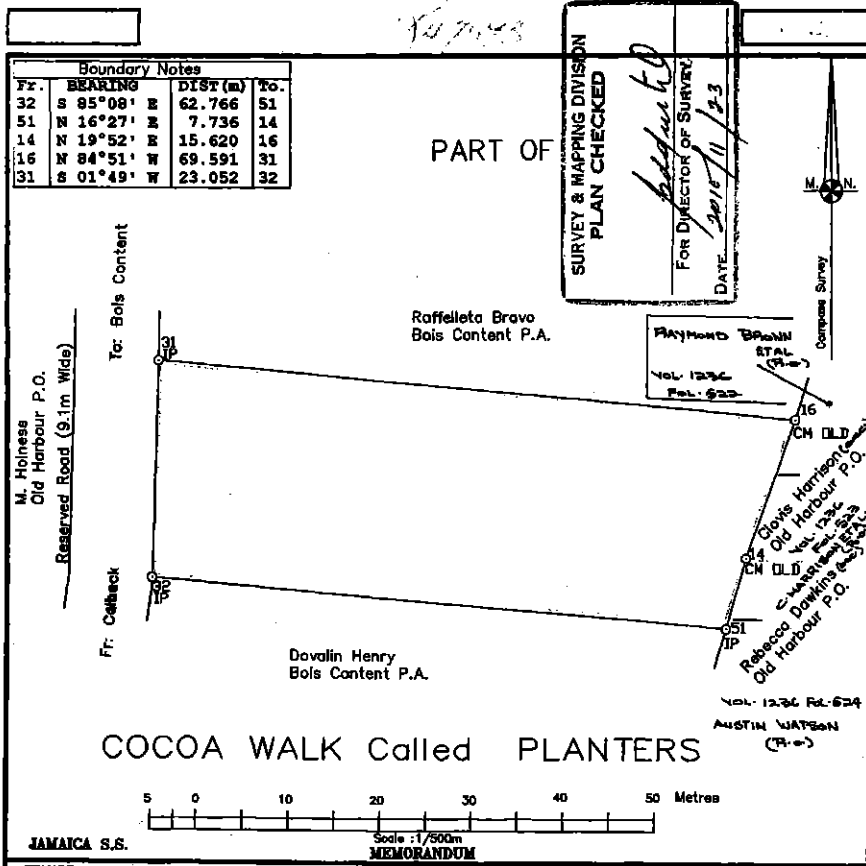 Boundary Notes
Fr. BEARING DIST(m) To.
32 S 85°08' E 62.766 51
51 N 16°27' E 7.736 14
14 N 19°52' E 15.620 16
16 N 84°51' W 69.591 31
31 S 01°49' W 23.052 32
PART OF
SURVEY & MAPPING DIVISION
PLAN CHECKED
FOR DIRECTOR OF SURVEY
DATE 2010/11/23
M. N.
Compass Survey
To: Bois Content
Raffelleta Bravo
Bois Content P.A.
RAYMOND BROWN
ETAL
(R.O)
VOL. 1236
FOL. 522
31
IP
16
CM OLD
M. Holness
Old Harbour P.O.
Reserved Road (9.1m Wide)
Clovis Harrison
Old Harbour P.O.
VOL. 1236
FOL. 523
C. HARRISON ETAL
14
CM OLD
Rebecca Dawkins
Old Harbour P.O.
32
IP
51
IP
Fr: Calback
Dovalin Henry
Bois Content P.A.
VOL. 1236 FOL. 524
AUSTIN WATSON
(R.O)
COCOA WALK Called PLANTERS
5 0 10 20 30 40 50 Metres
Scale :1/500m
JAMAICA S.S.
MEMORANDUM